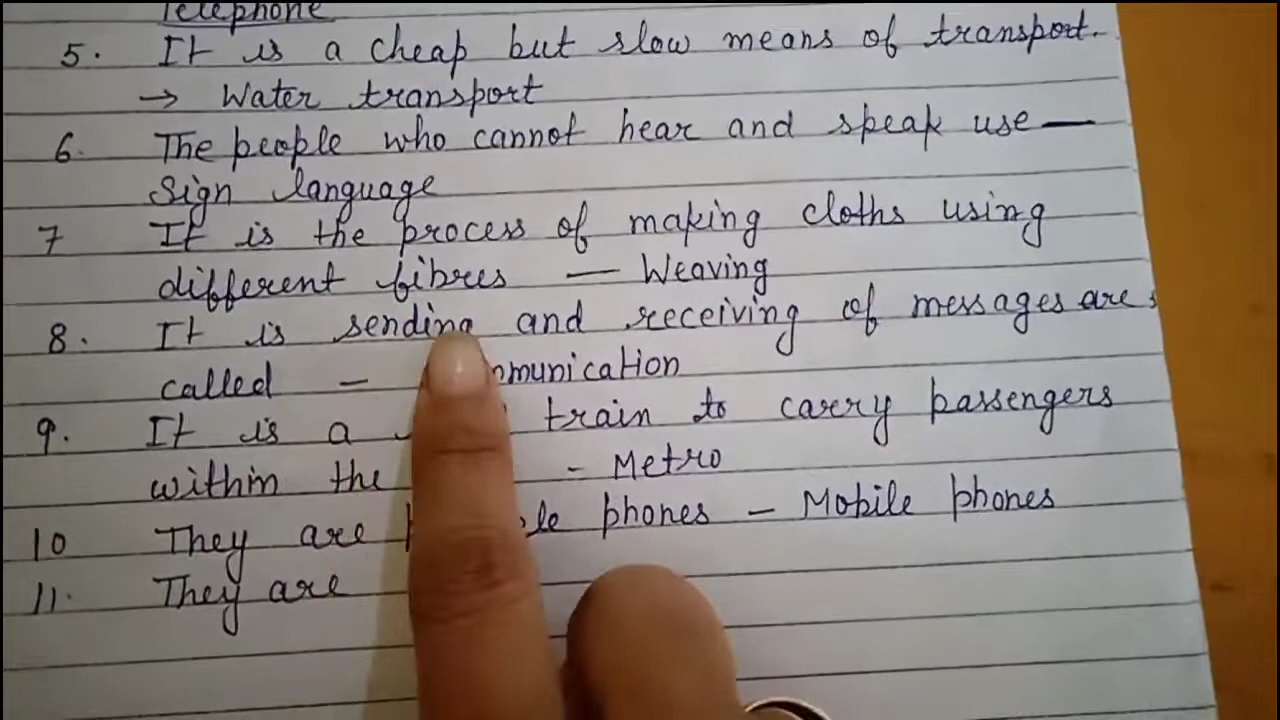 Telephone
5. It is a cheap but slow means of transport.
→ Water transport
6. The people who cannot hear and speak use —
Sign language
7 It is the process of making cloths using
different fibres — Weaving
8. It is sending and receiving of messages are
called – mmunication
9. It is a train to carry passengers
within the – Metro
10 They are le phones – Mobile phones
11. They are